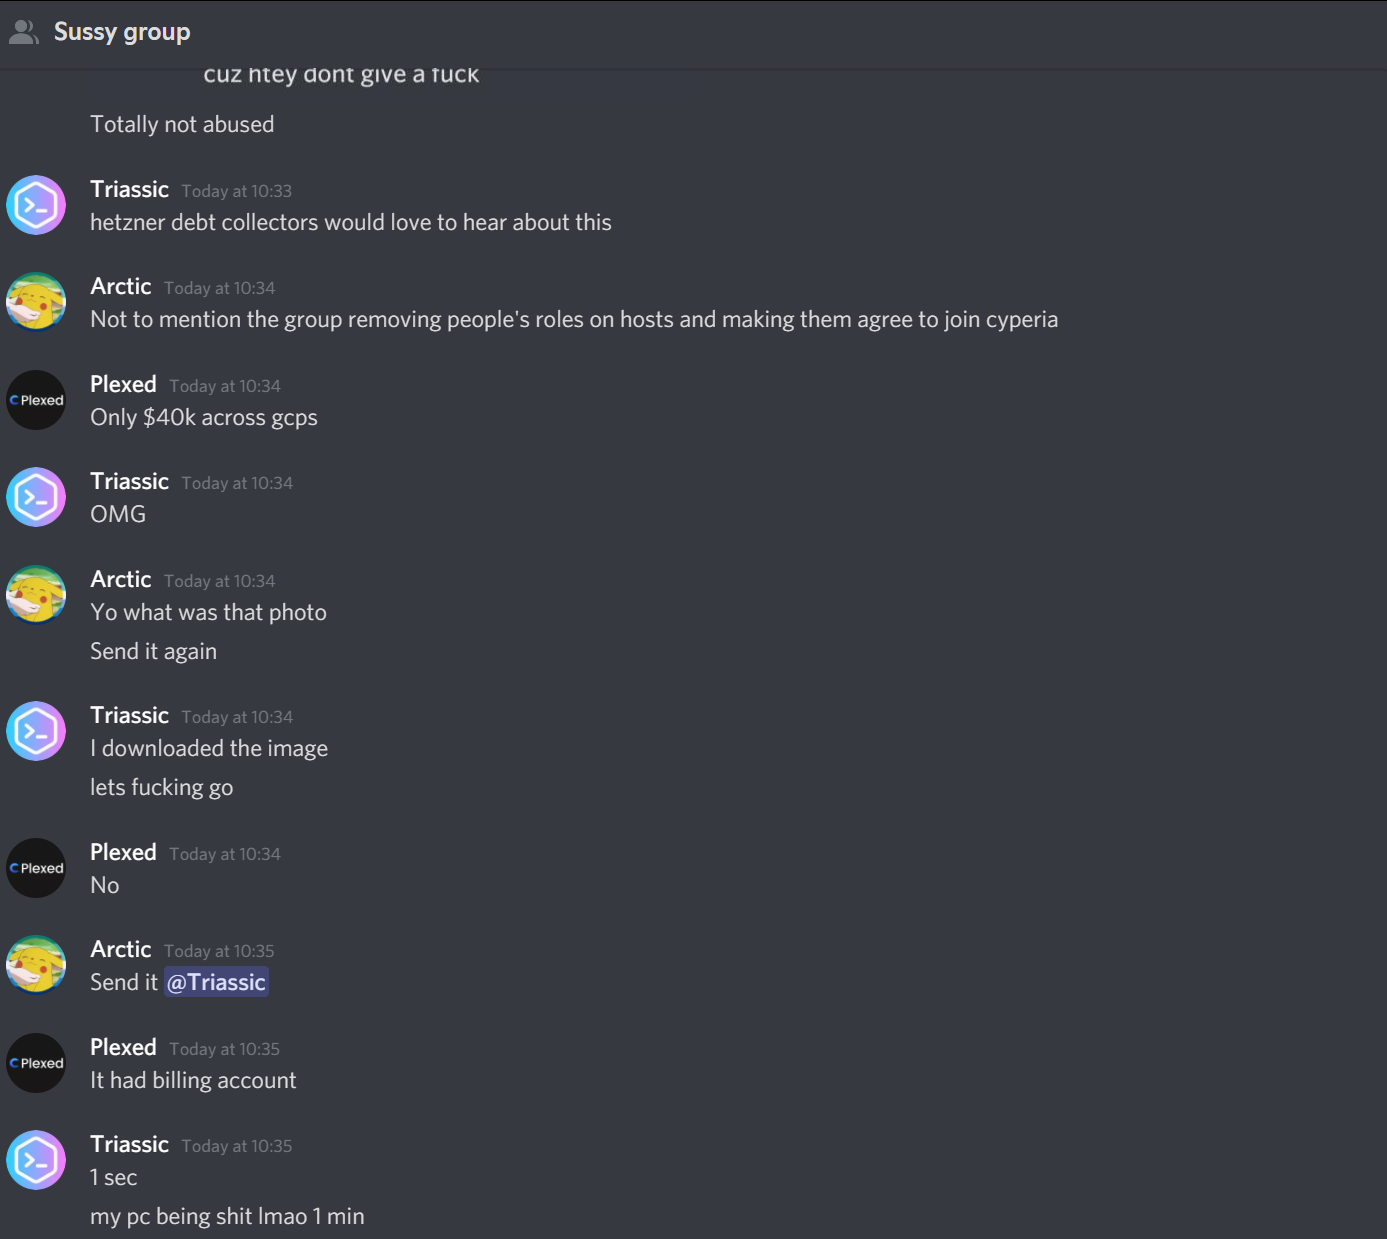 Sussy group
cuz htey dont give a fuck
Totally not abused
Triassic Today at 10:33
hetzner debt collectors would love to hear about this
Arctic Today at 10:34
Not to mention the group removing people's roles on hosts and making them agree to join cyperia
Plexed Today at 10:34
Plexed
Only $40k across gcps
Triassic Today at 10:34
OMG
Arctic Today at 10:34
Yo what was that photo
Send it again
Triassic Today at 10:34
I downloaded the image
lets fucking go
Plexed Today at 10:34
Plexed
No
Arctic Today at 10:35
Send it @Triassic
Plexed Today at 10:35
Plexed
It had billing account
Triassic Today at 10:35
1 sec
my pc being shit lmao 1 min